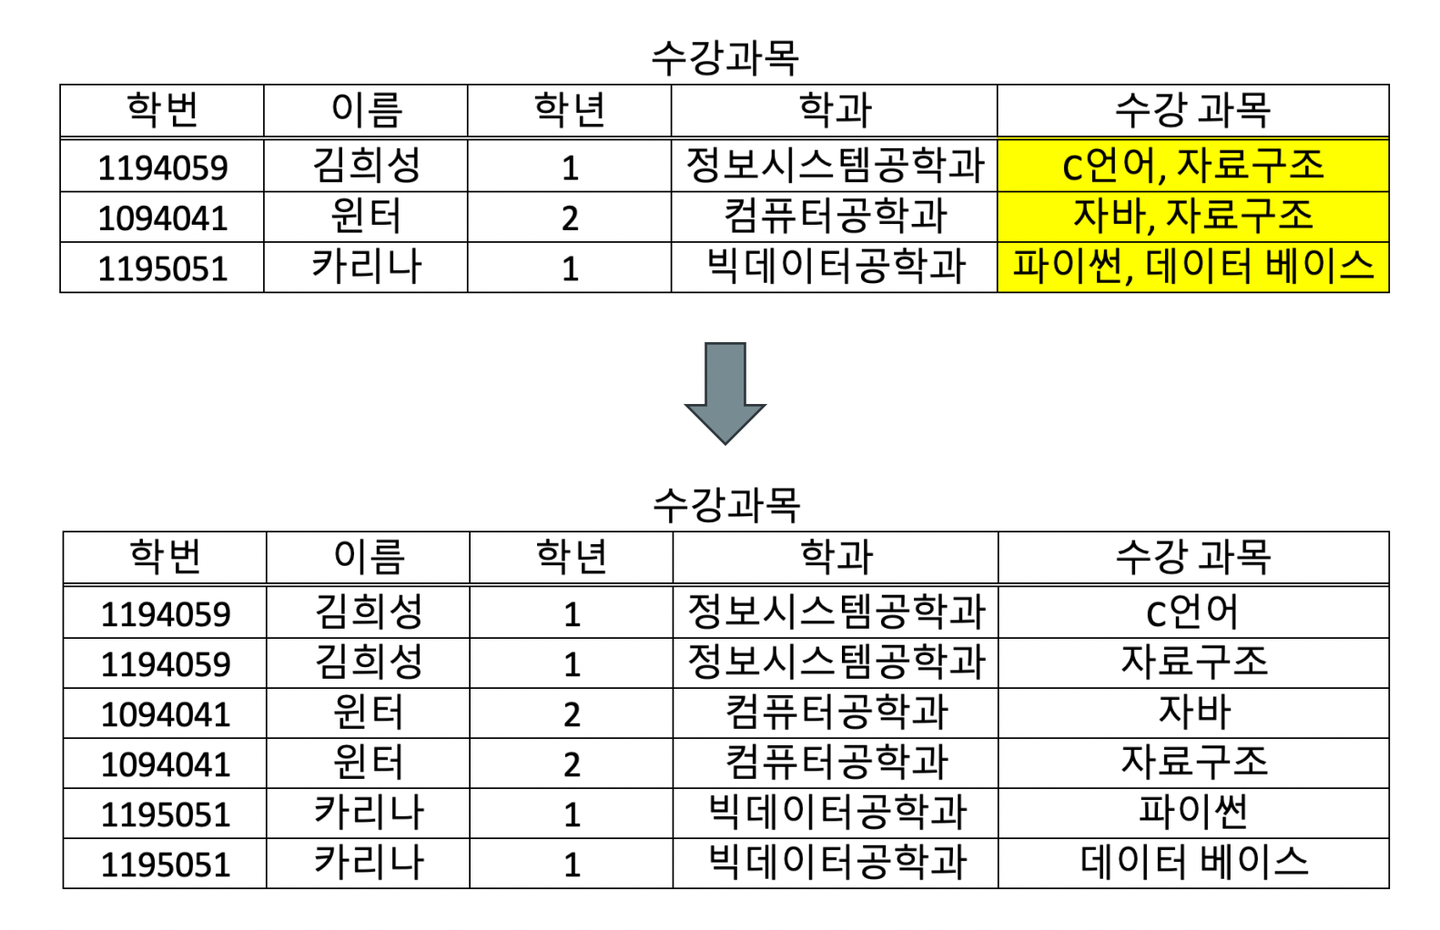 수강과목
학번 이름 학년 학과 수강 과목
1194059 김희성 1 정보시스템공학과 C언어, 자료구조
1094041 윈터 2 컴퓨터공학과 자바, 자료구조
1195051 카리나 1 빅데이터공학과 파이썬, 데이터 베이스
수강과목
학번 이름 학년 학과 수강 과목
1194059 김희성 1 정보시스템공학과 C언어
1194059 김희성 1 정보시스템공학과 자료구조
1094041 윈터 2 컴퓨터공학과 자바
1094041 윈터 2 컴퓨터공학과 자료구조
1195051 카리나 1 빅데이터공학과 파이썬
1195051 카리나 1 빅데이터공학과 데이터 베이스